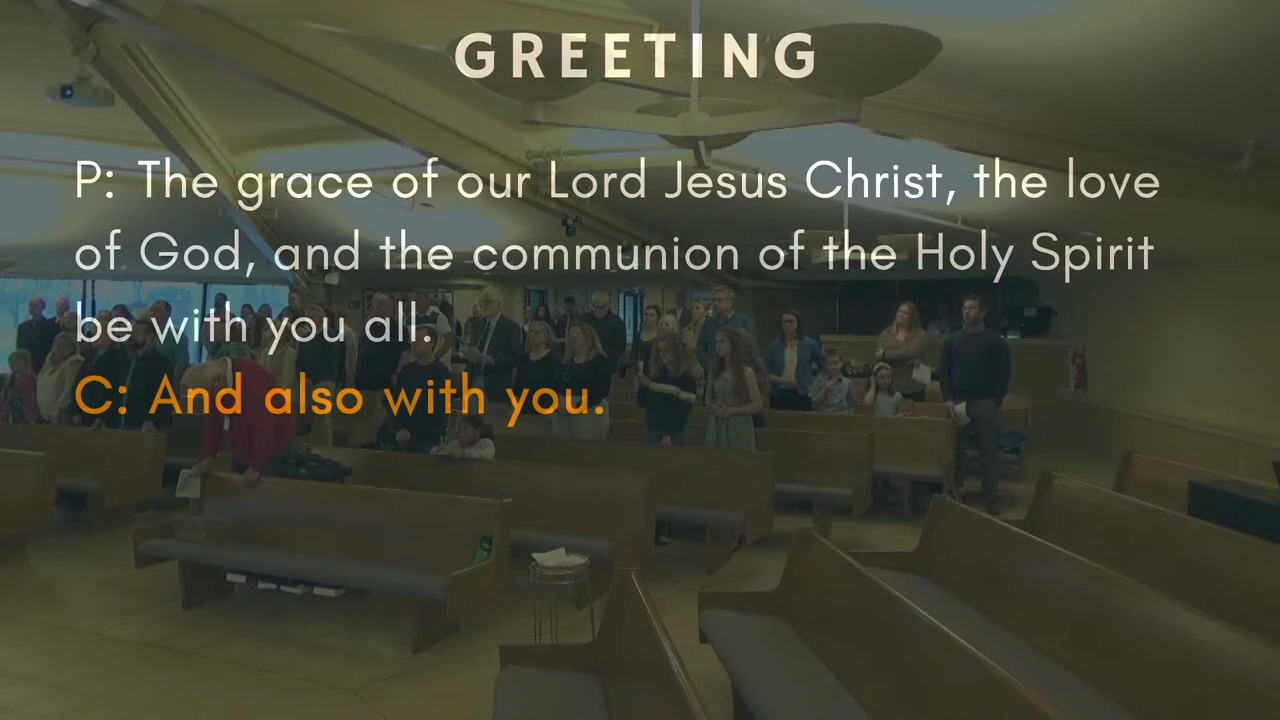 GREETING
P: The grace of our Lord Jesus Christ, the love
of God, and the communion of the Holy Spirit
be with you all.
C: And also with you.